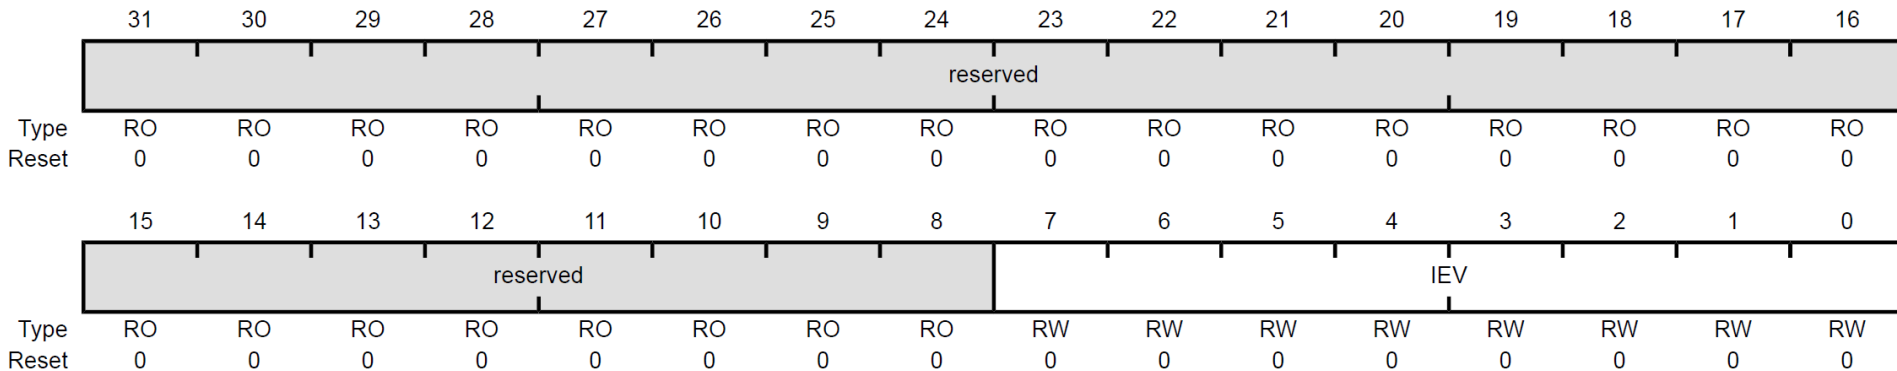 31 30 29 28 27 26 25 24 23 22 21 20 19 18 17 16
reserved
Type RO RO RO RO RO RO RO RO RO RO RO RO RO RO RO RO
Reset 0 0 0 0 0 0 0 0 0 0 0 0 0 0 0 0
15 14 13 12 11 10 9 8 7 6 5 4 3 2 1 0
reserved IEV
Type RO RO RO RO RO RO RO RO RW RW RW RW RW RW RW RW
Reset 0 0 0 0 0 0 0 0 0 0 0 0 0 0 0 0